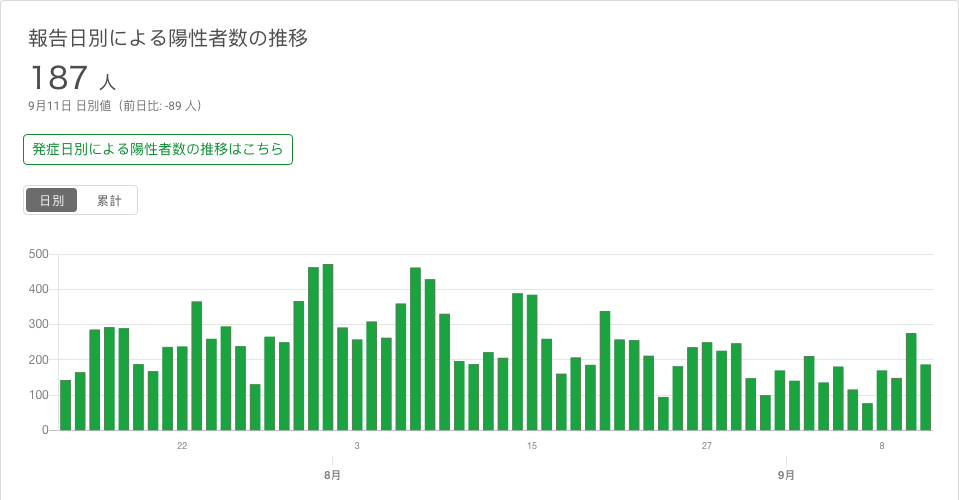 報告日別による陽性者数の推移
187 人
9月11日 日別値（前日比: -89 人）
発症日別による陽性者数の推移はこちら
日別 累計
500
400
300
200
100
0
22 3 15 27 8
8月 9月